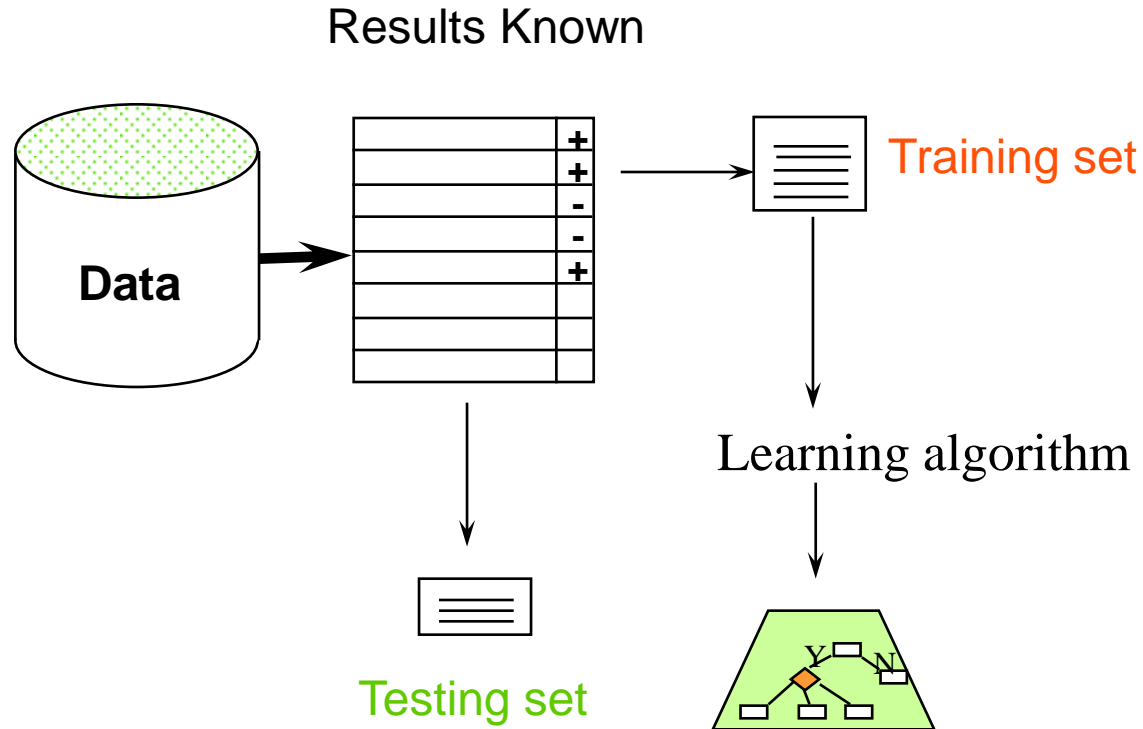 Results Known
+
+
-
-
+
Data
Training set
Learning algorithm
Testing set
Y
N